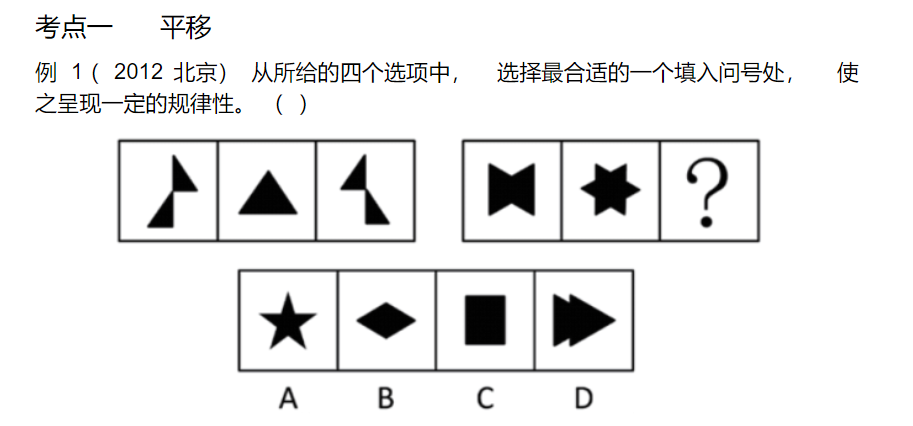 考点一 平移
例 1( 2012 北京) 从所给的四个选项中, 选择最合适的一个填入问号处, 使
之呈现一定的规律性。 ( )
?
A B C D